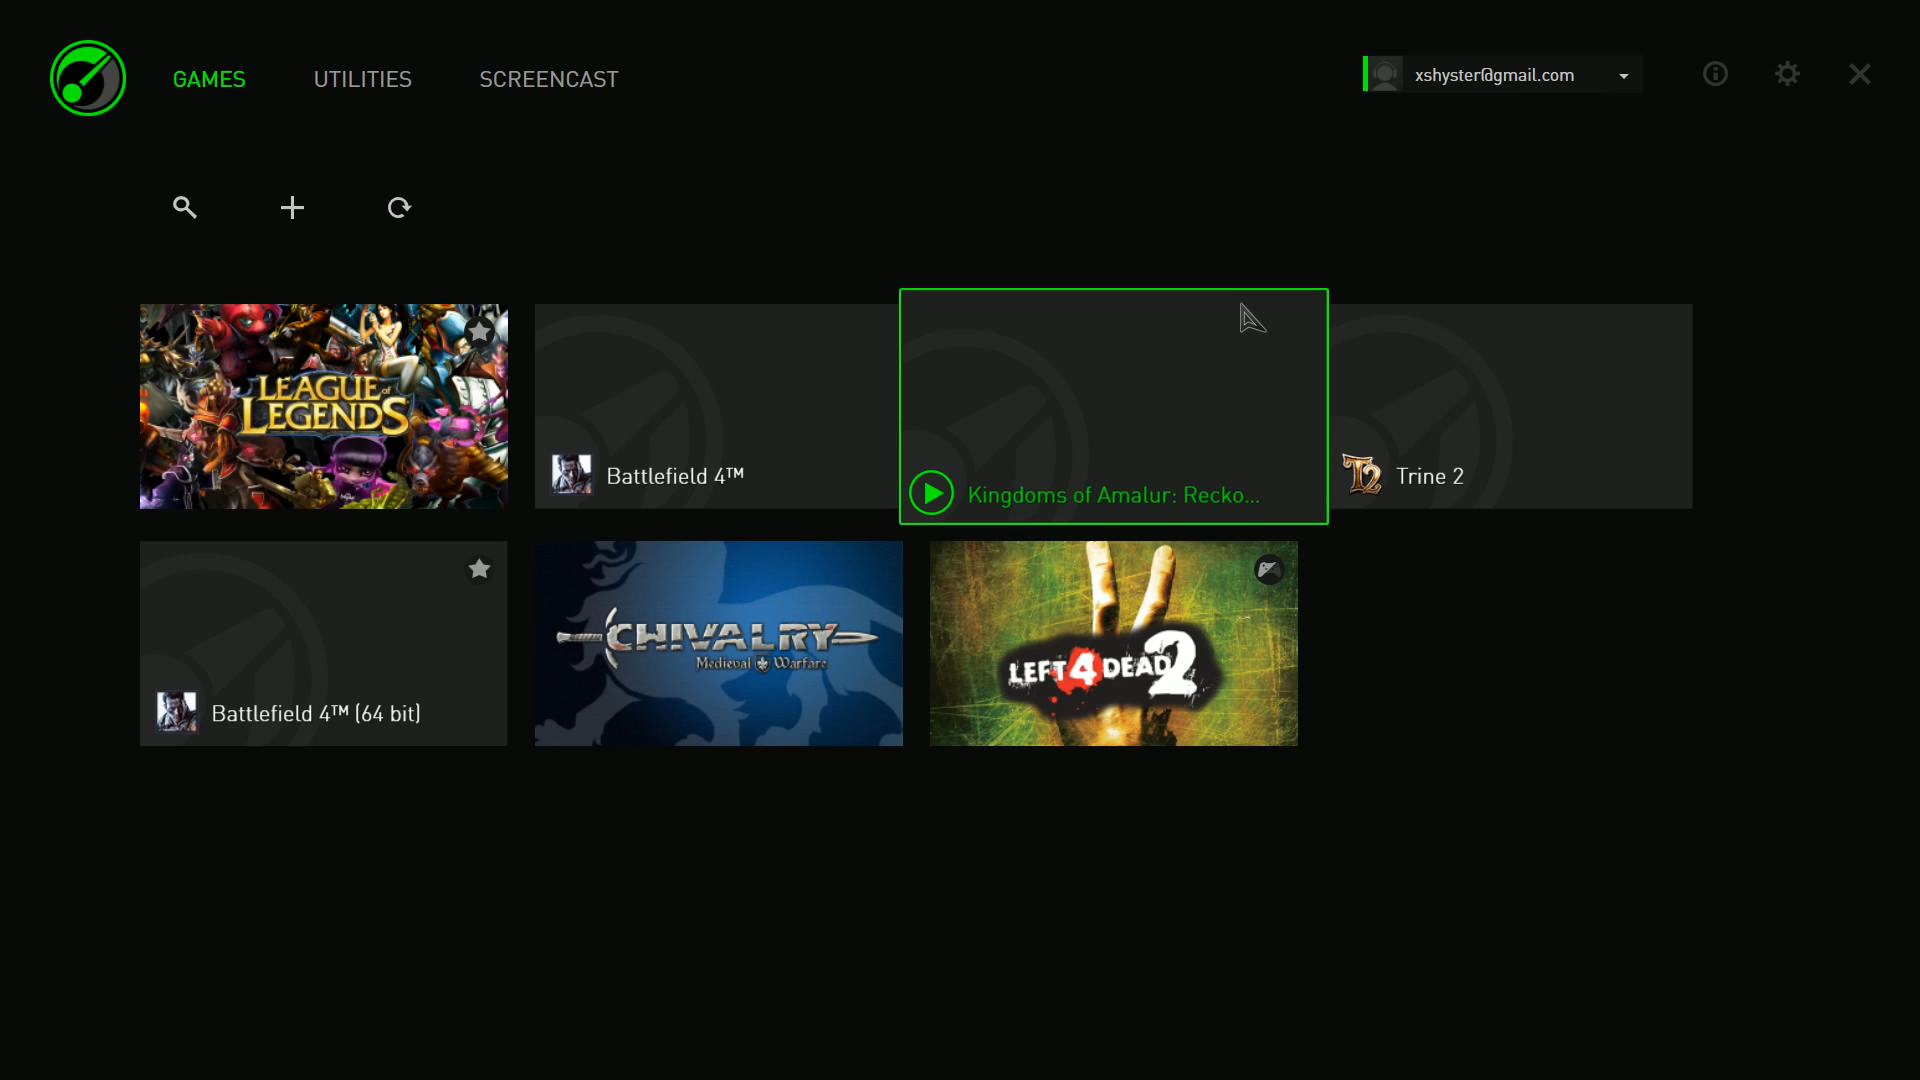 GAMES UTILITIES SCREENCAST xshyster@gmail.com
LEAGUE of
LEGENDS
Battlefield 4™
Kingdoms of Amalur: Recko...
T2 Trine 2
Battlefield 4™ (64 bit)
CHIVALRY
Medieval Warfare
LEFT 4 DEAD 2